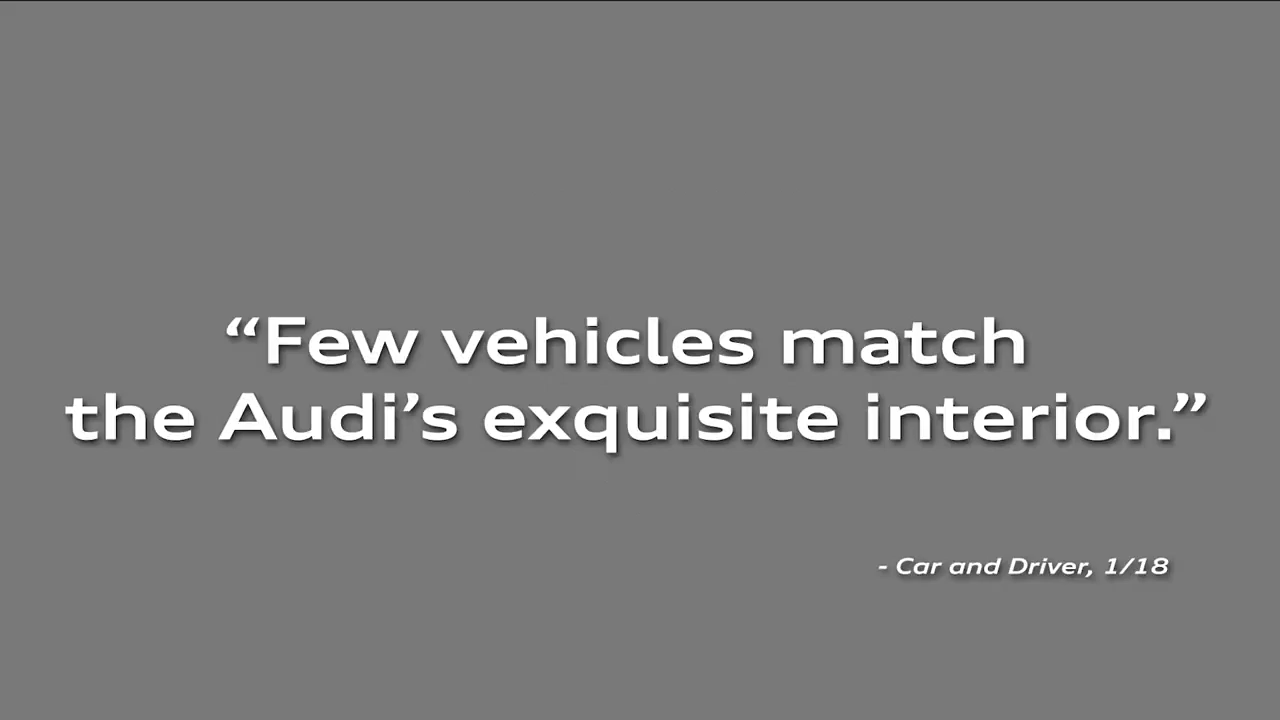 “Few vehicles match
the Audi’s exquisite interior.”
- Car and Driver, 1/18